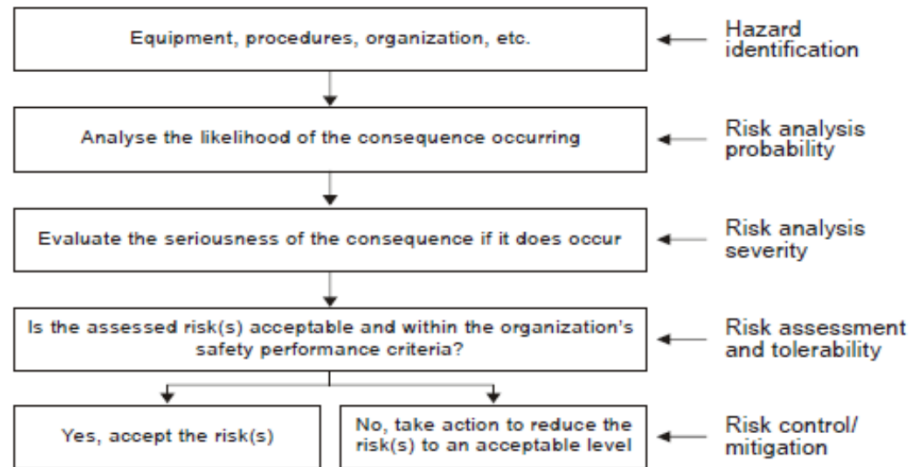 Equipment, procedures, organization, etc.
Hazard
identification
Analyse the likelihood of the consequence occurring
Risk analysis
probability
Evaluate the seriousness of the consequence if it does occur
Risk analysis
severity
Is the assessed risk(s) acceptable and within the organization's
safety performance criteria?
Risk assessment
and tolerability
Yes, accept the risk(s)
No, take action to reduce the
risk(s) to an acceptable level
Risk control/
mitigation